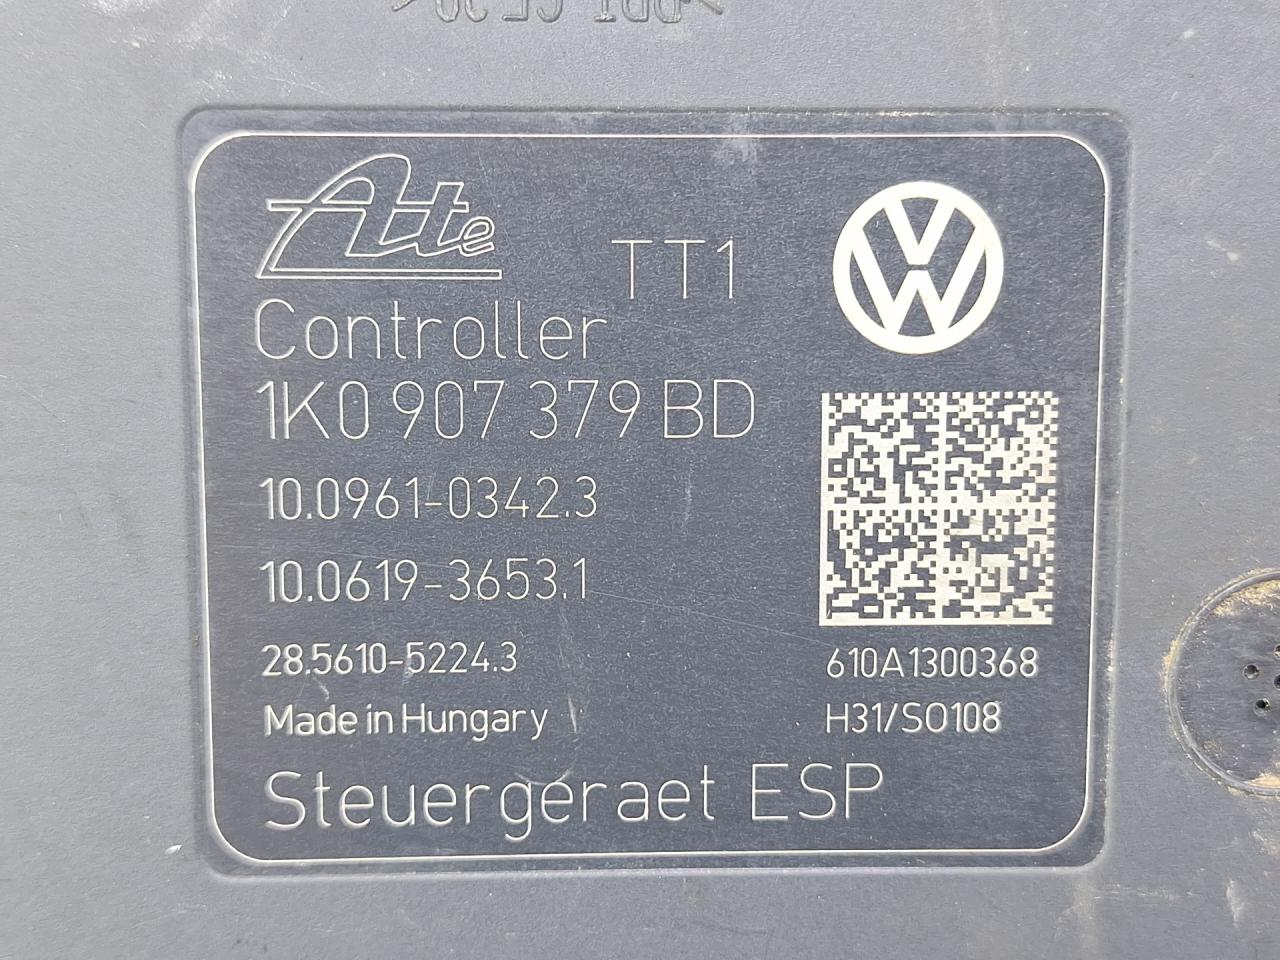 Ate
TT1
Controller
1K0 907 379 BD
10.0961-0342.3
10.0619-3653.1
28.5610-5224.3
610A1300368
Made in Hungary
H31/SO108
Steuergeraet ESP